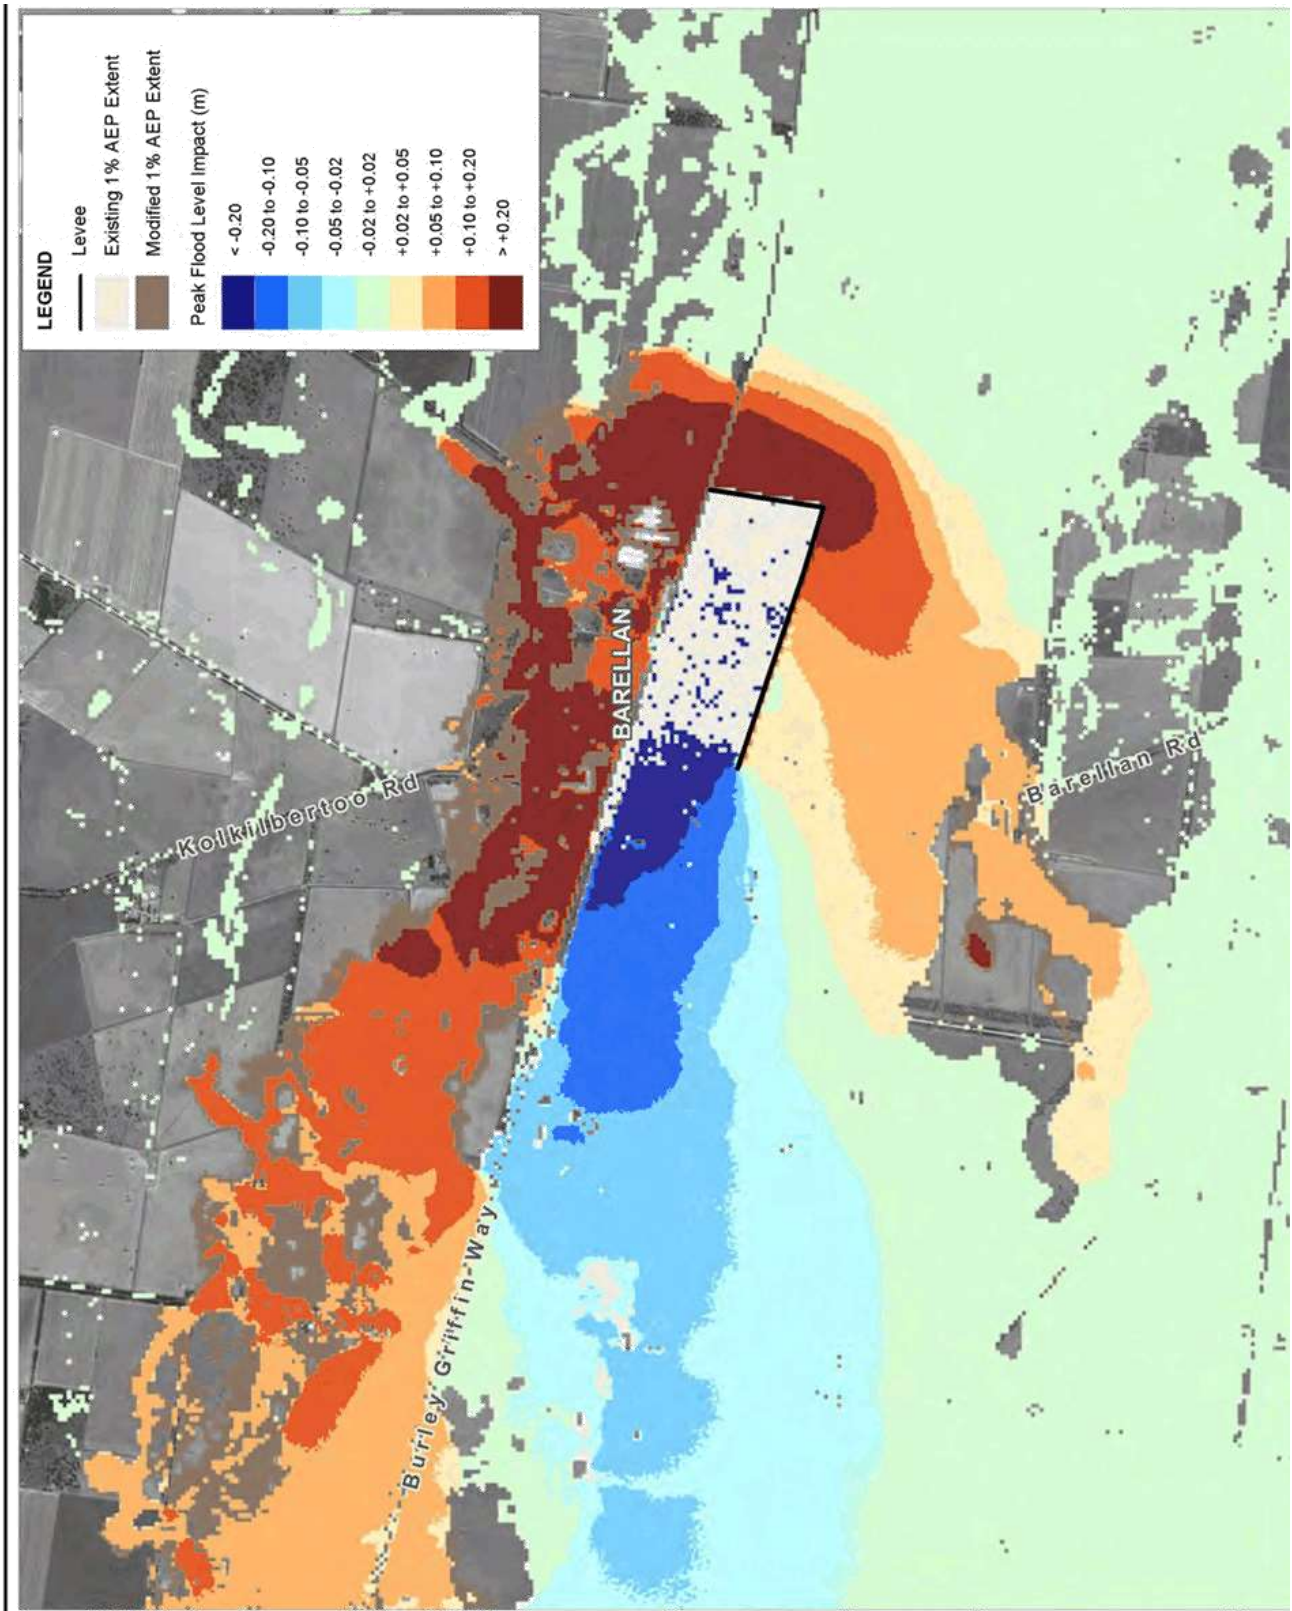 LEGEND
Levee
Existing 1% AEP Extent
Modified 1% AEP Extent
Peak Flood Level Impact (m)
< -0.20
-0.20 to -0.10
-0.10 to -0.05
-0.05 to -0.02
-0.02 to +0.02
+0.02 to +0.05
+0.05 to +0.10
+0.10 to +0.20
> +0.20
Kolkilbertoo Rd
BARELLAN
Barellan Rd
Burley Griffin Way